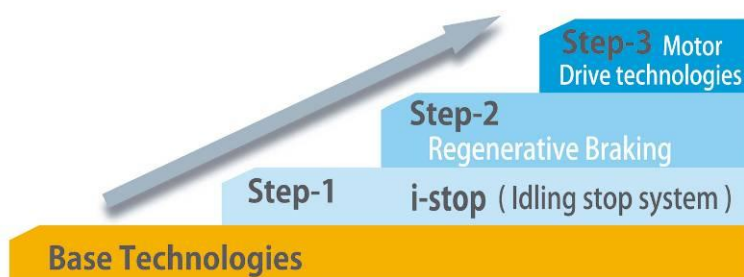 Step-3 Motor
Drive technologies
Step-2
Regenerative Braking
Step-1 i-stop ( Idling stop system )
Base Technologies